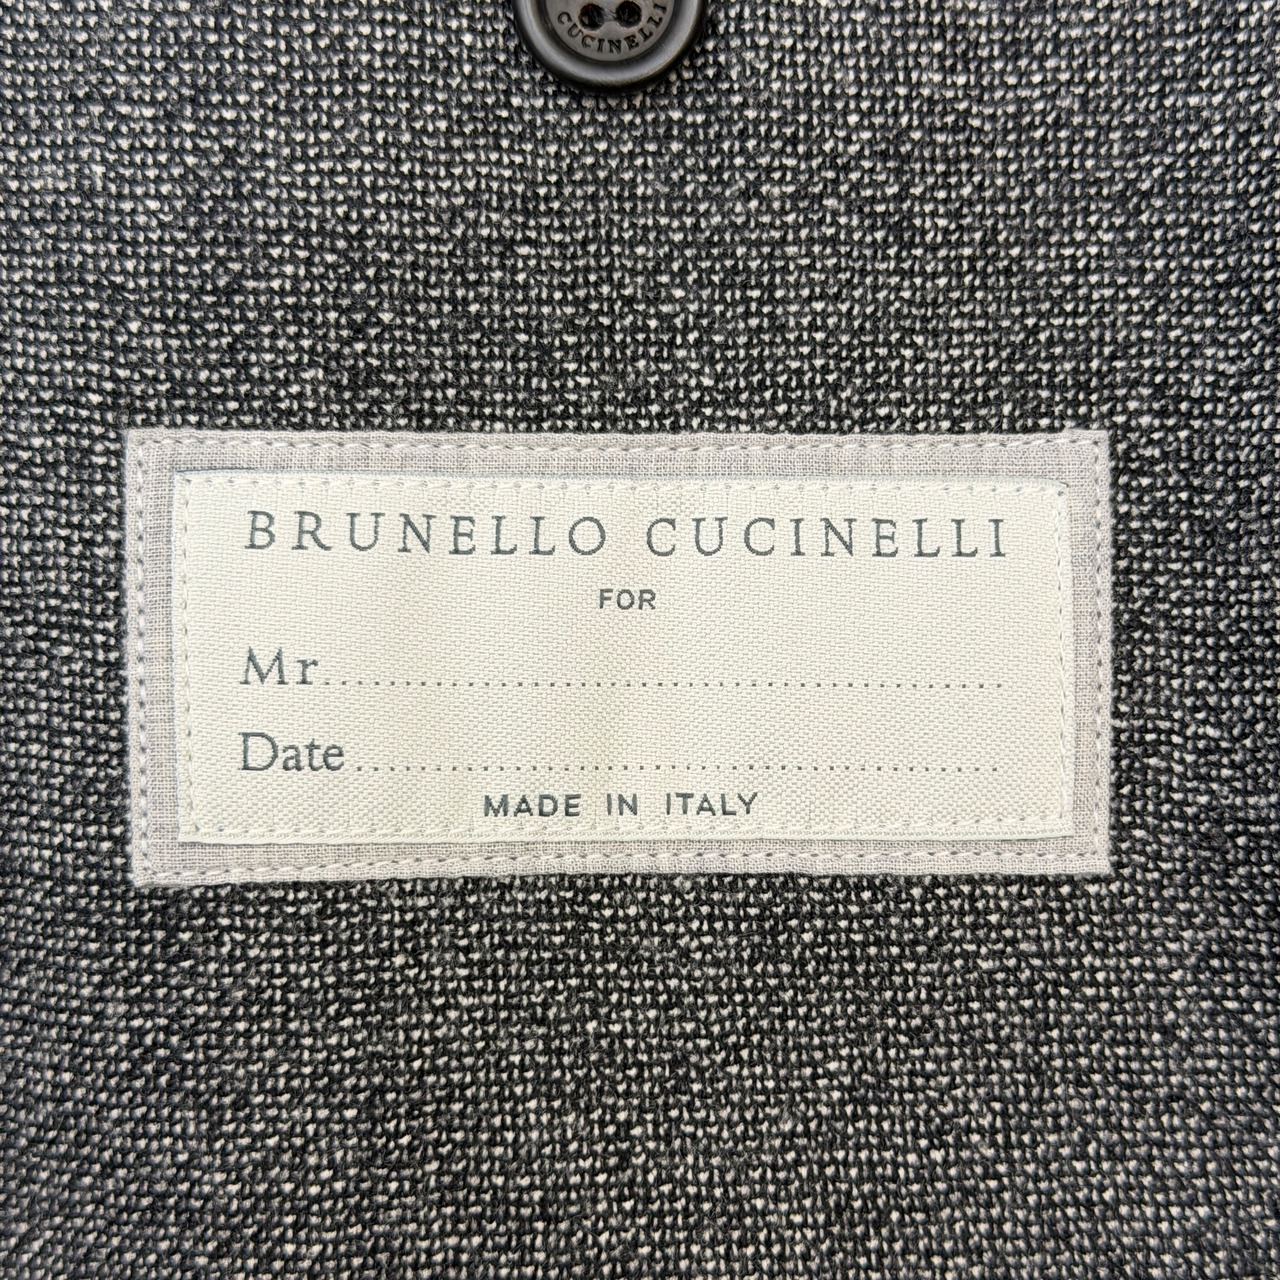 CUCINELLI
BRUNELLO CUCINELLI
FOR
Mr.......................................
Date.....................................
MADE IN ITALY